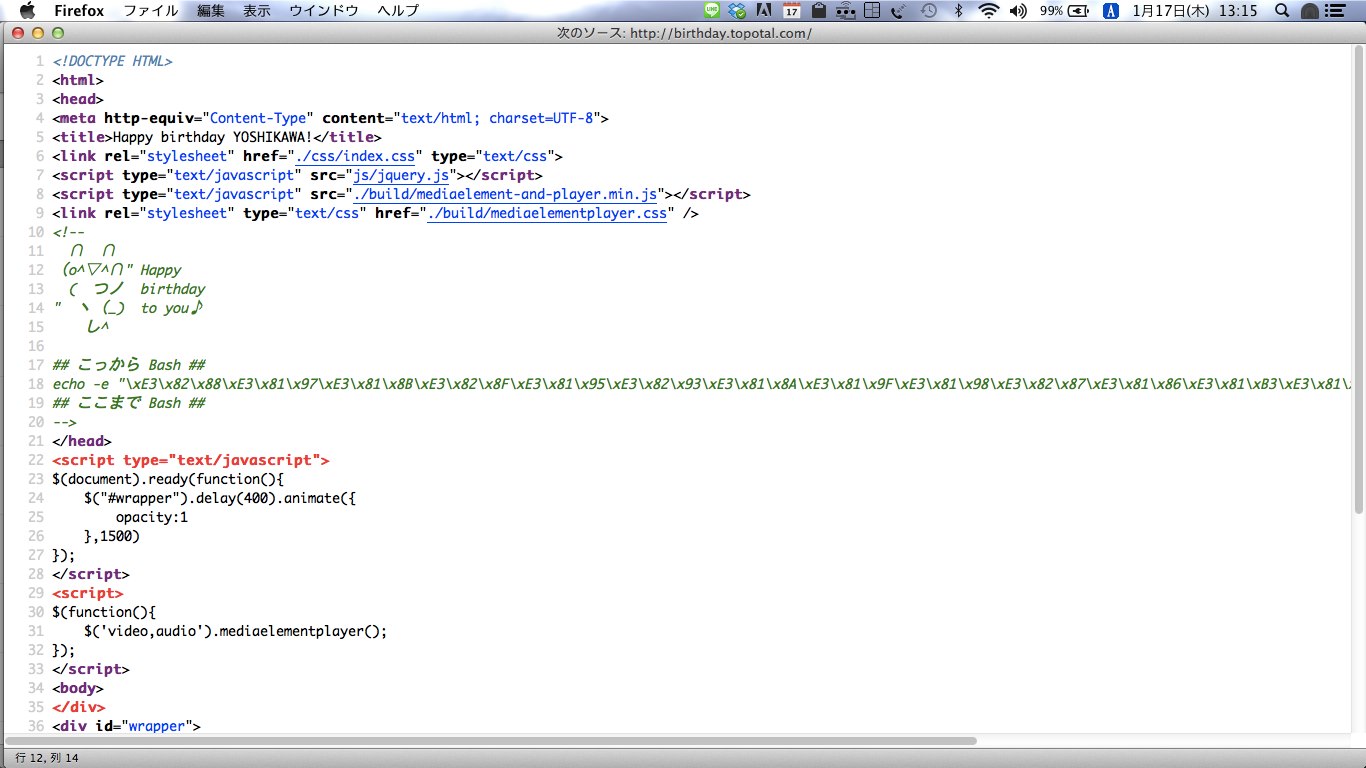 Firefox ファイル 編集 表示 ウインドウ ヘルプ LINE 17 99% A 1月17日(木) 13:15
次のソース: http://birthday.topotal.com/
1 <!DOCTYPE HTML>
2 <html>
3 <head>
4 <meta http-equiv="Content-Type" content="text/html; charset=UTF-8">
5 <title>Happy birthday YOSHIKAWA!</title>
6 <link rel="stylesheet" href="./css/index.css" type="text/css">
7 <script type="text/javascript" src="js/jquery.js"></script>
8 <script type="text/javascript" src="./build/mediaelement-and-player.min.js"></script>
9 <link rel="stylesheet" type="text/css" href="./build/mediaelementplayer.css" />
10 <!--
11   ∩  ∩
12  (o^▽^∩" Happy
13   (  つノ  birthday
14 "  ヽ (_)  to you♪
15     し^
16
17 ## こっから Bash ##
18 echo -e "\xE3\x82\x88\xE3\x81\x97\xE3\x81\x8B\xE3\x82\x8F\xE3\x81\x95\xE3\x82\x93\xE3\x81\x8A\xE3\x81\x9F\xE3\x81\x98\xE3\x82\x87\xE3\x81\x86\xE3\x81\xB3\xE3\x81\
19 ## ここまで Bash ##
20 -->
21 </head>
22 <script type="text/javascript">
23 $(document).ready(function(){
24     $("#wrapper").delay(400).animate({
25         opacity:1
26     },1500)
27 });
28 </script>
29 <script>
30 $(function(){
31     $('video,audio').mediaelementplayer();
32 });
33 </script>
34 <body>
35 </div>
36 <div id="wrapper">
行 12, 列 14